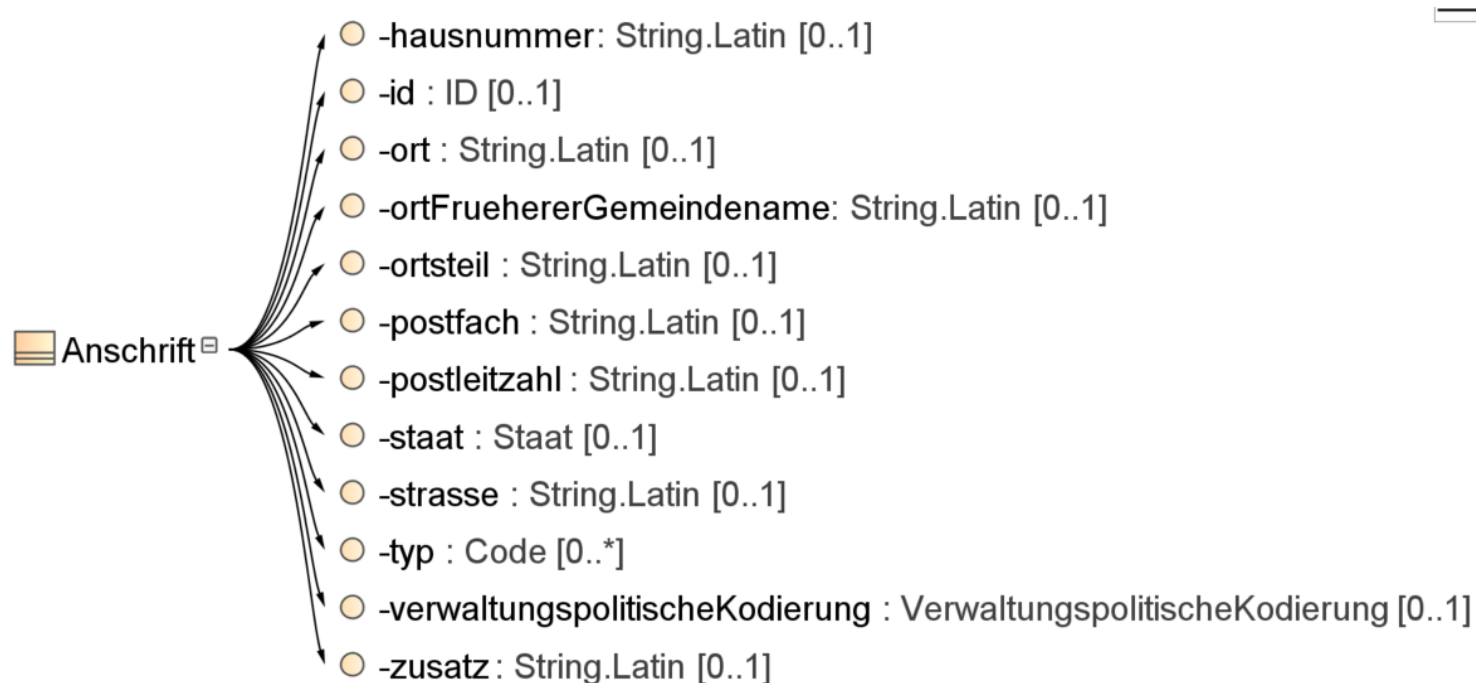 -hausnummer: String.Latin [0..1]
-id : ID [0..1]
-ort : String.Latin [0..1]
-ortFruehererGemeindename: String.Latin [0..1]
-ortsteil : String.Latin [0..1]
-postfach : String.Latin [0..1]
Anschrift
-postleitzahl : String.Latin [0..1]
-staat : Staat [0..1]
-strasse : String.Latin [0..1]
-typ : Code [0..*]
-verwaltungspolitischeKodierung : VerwaltungspolitischeKodierung [0..1]
-zusatz : String.Latin [0..1]